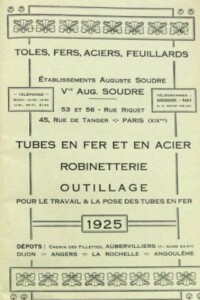 TOLES, FERS, ACIERS, FEUILLARDS
ÉTABLISSEMENTS AUGUSTE SOUDRE
Vve AUG. SOUDRE
TÉLÉPHONE
TÉLÉGRAMMES
53 ET 56 - RUE RIQUET
45, RUE DE TANGER - PARIS (XIXe)
TUBES EN FER ET EN ACIER
ROBINETTERIE
OUTILLAGE
POUR LE TRAVAIL & LA POSE DES TUBES EN FER
1925
DÉPOTS : CHEMIN DES FILLETTES, AUBERVILLIERS
DIJON - ANGERS - LA ROCHELLE - ANGOULÊME